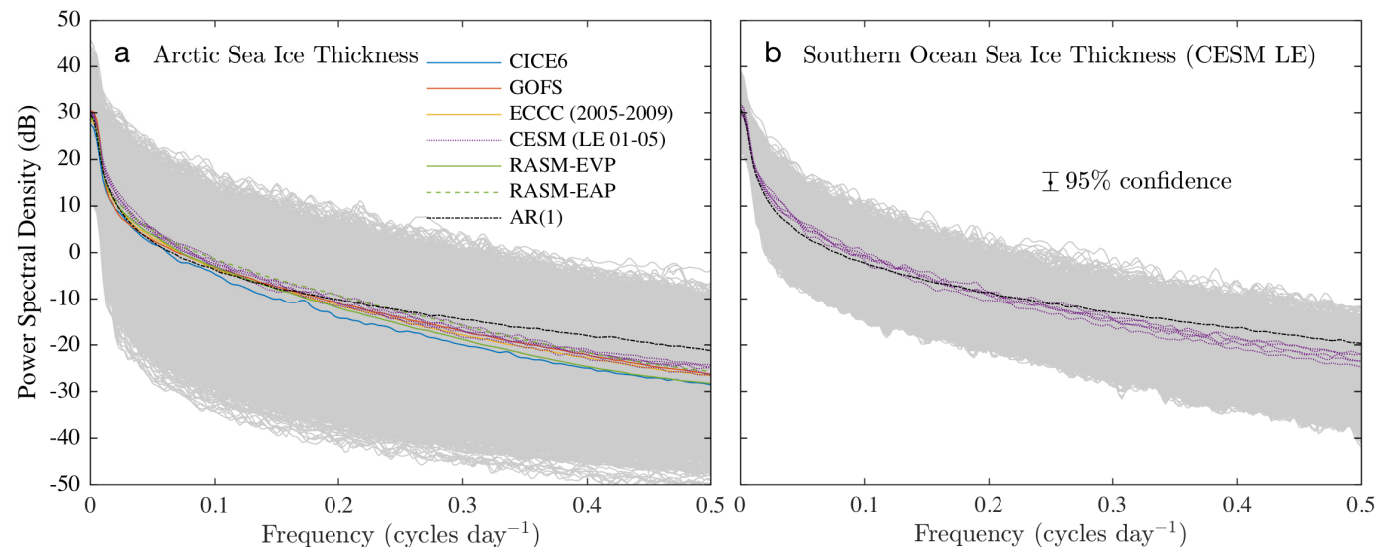 a Arctic Sea Ice Thickness
CICE6
GOFS
ECCC (2005-2009)
CESM (LE 01-05)
RASM-EVP
RASM-EAP
AR(1)
Power Spectral Density (dB)
50
40
30
20
10
0
-10
-20
-30
-40
-50
0 0.1 0.2 0.3 0.4 0.5
Frequency (cycles day⁻¹)
b Southern Ocean Sea Ice Thickness (CESM LE)
95% confidence
0 0.1 0.2 0.3 0.4 0.5
Frequency (cycles day⁻¹)